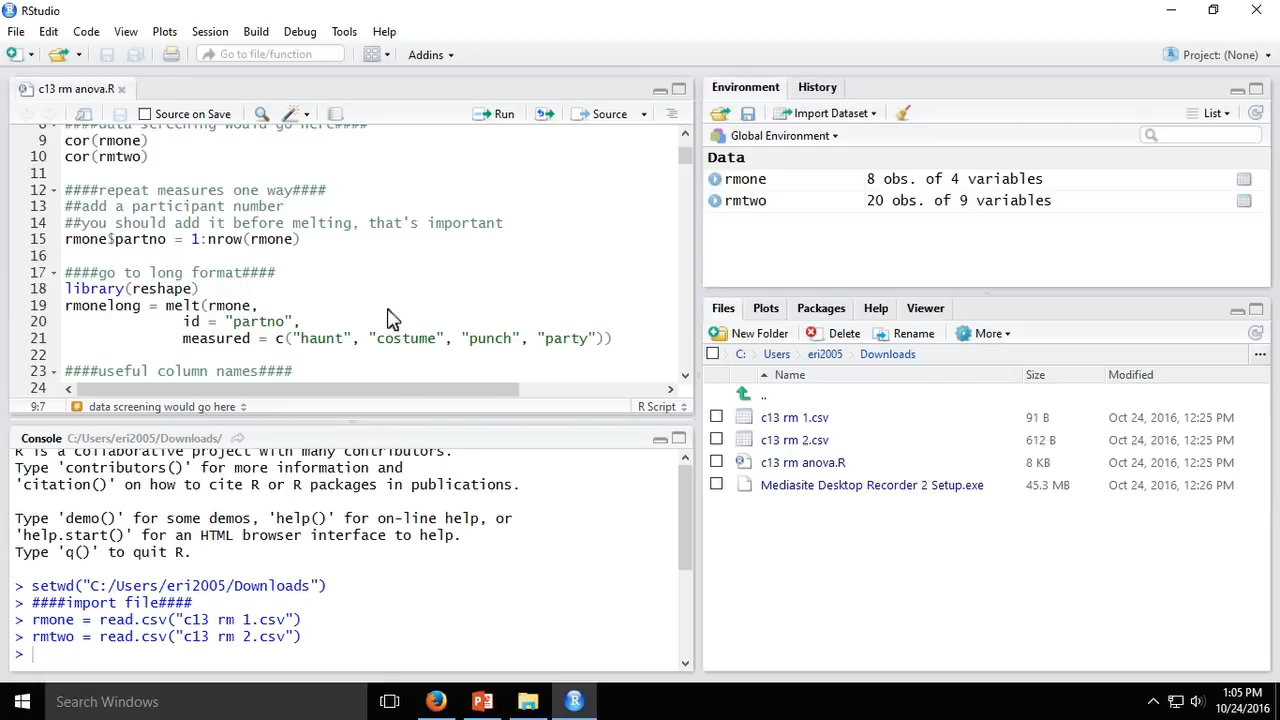 RStudio
File Edit Code View Plots Session Build Debug Tools Help
Go to file/function Addins Project: (None)
c13 rm anova.R
Source on Save Run Source
8 ####data screening would go here####
9 cor(rmone)
10 cor(rmtwo)
11
12 ####repeat measures one way####
13 ##add a participant number
14 ##you should add it before melting, that's important
15 rmone$partno = 1:nrow(rmone)
16
17 ####go to long format####
18 library(reshape)
19 rmonelong = melt(rmone,
20 id = "partno",
21 measured = c("haunt", "costume", "punch", "party"))
22
23 ####useful column names####
24
9:7 data screening would go here R Script
Console C:/Users/eri2005/Downloads/
R is a collaborative project with many contributors.
Type 'contributors()' for more information and
'citation()' on how to cite R or R packages in publications.
Type 'demo()' for some demos, 'help()' for on-line help, or
'help.start()' for an HTML browser interface to help.
Type 'q()' to quit R.
> setwd("C:/Users/eri2005/Downloads")
> ####import file####
> rmone = read.csv("c13 rm 1.csv")
> rmtwo = read.csv("c13 rm 2.csv")
>
Environment History
Import Dataset List
Global Environment
Data
rmone 8 obs. of 4 variables
rmtwo 20 obs. of 9 variables
Files Plots Packages Help Viewer
New Folder Delete Rename More
C: Users eri2005 Downloads ...
Name Size Modified
..
c13 rm 1.csv 91 B Oct 24, 2016, 12:25 PM
c13 rm 2.csv 612 B Oct 24, 2016, 12:25 PM
c13 rm anova.R 8 KB Oct 24, 2016, 12:25 PM
Mediasite Desktop Recorder 2 Setup.exe 45.3 MB Oct 24, 2016, 12:26 PM
Search Windows
1:05 PM
10/24/2016